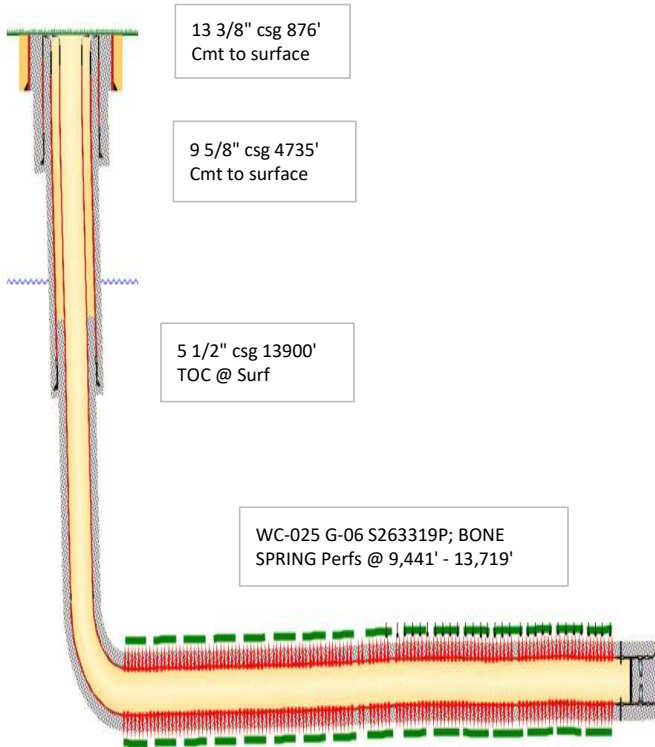 13 3/8" csg 876'
Cmt to surface
9 5/8" csg 4735'
Cmt to surface
5 1/2" csg 13900'
TOC @ Surf
WC-025 G-06 S263319P; BONE
SPRING Perfs @ 9,441' - 13,719'